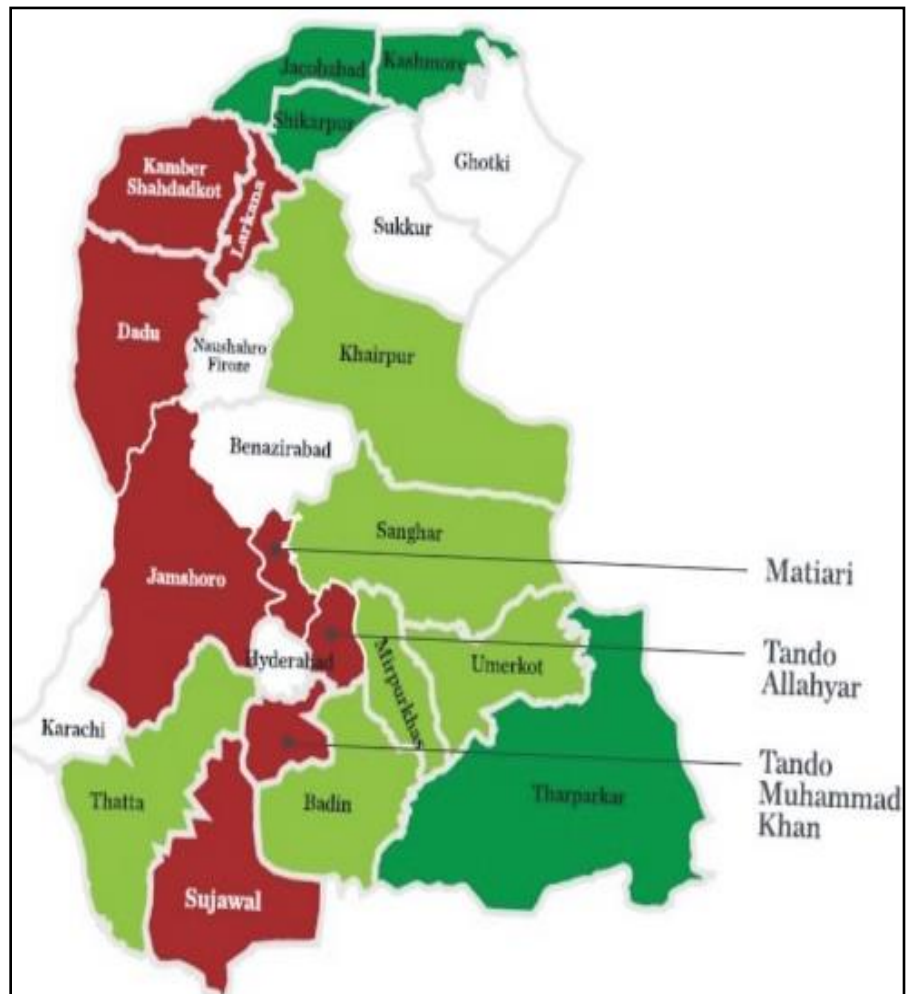 Jacobabad
Kashmore
Shikarpur
Kamber
Shahdadkot
Larkana
Ghotki
Sukkur
Dadu
Naushahro
Firoze
Khairpur
Benazirabad
Sanghar
Matiari
Jamshoro
Hyderabad
Mirpurkhas
Umerkot
Tando
Allahyar
Karachi
Thatta
Badin
Tharparkar
Tando
Muhammad
Khan
Sujawal